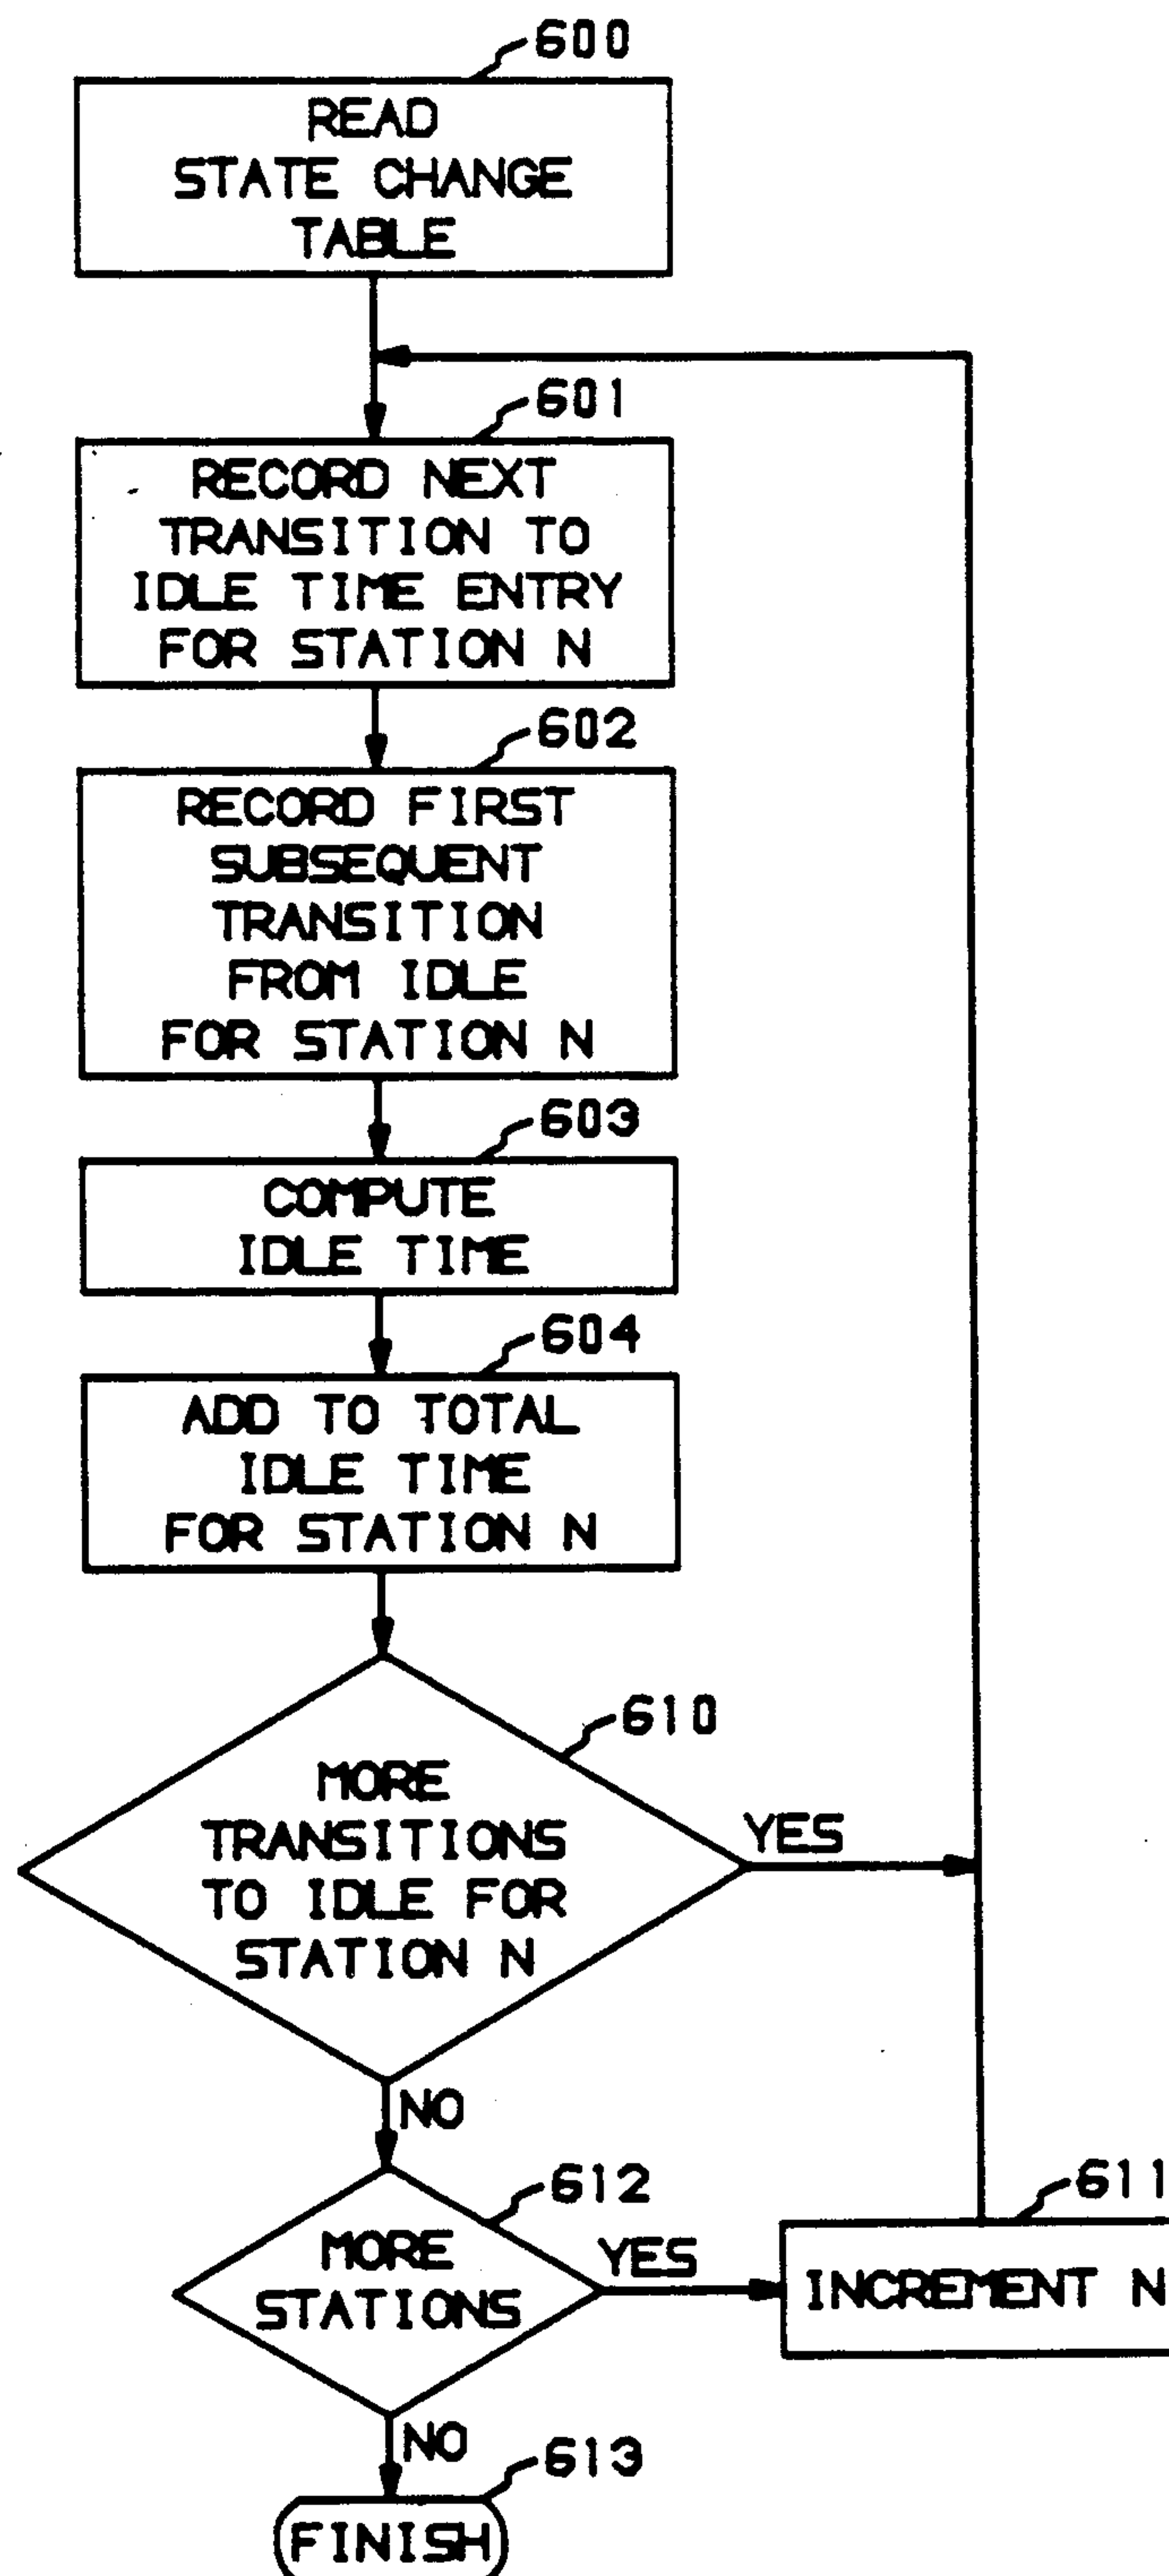 600
READ
STATE CHANGE
TABLE
601
RECORD NEXT
TRANSITION TO
IDLE TIME ENTRY
FOR STATION N
602
RECORD FIRST
SUBSEQUENT
TRANSITION
FROM IDLE
FOR STATION N
603
COMPUTE
IDLE TIME
604
ADD TO TOTAL
IDLE TIME
FOR STATION N
610
MORE
TRANSITIONS
TO IDLE FOR
STATION N
YES
NO
612
MORE
STATIONS
YES
611
INCREMENT N
NO
613
FINISH